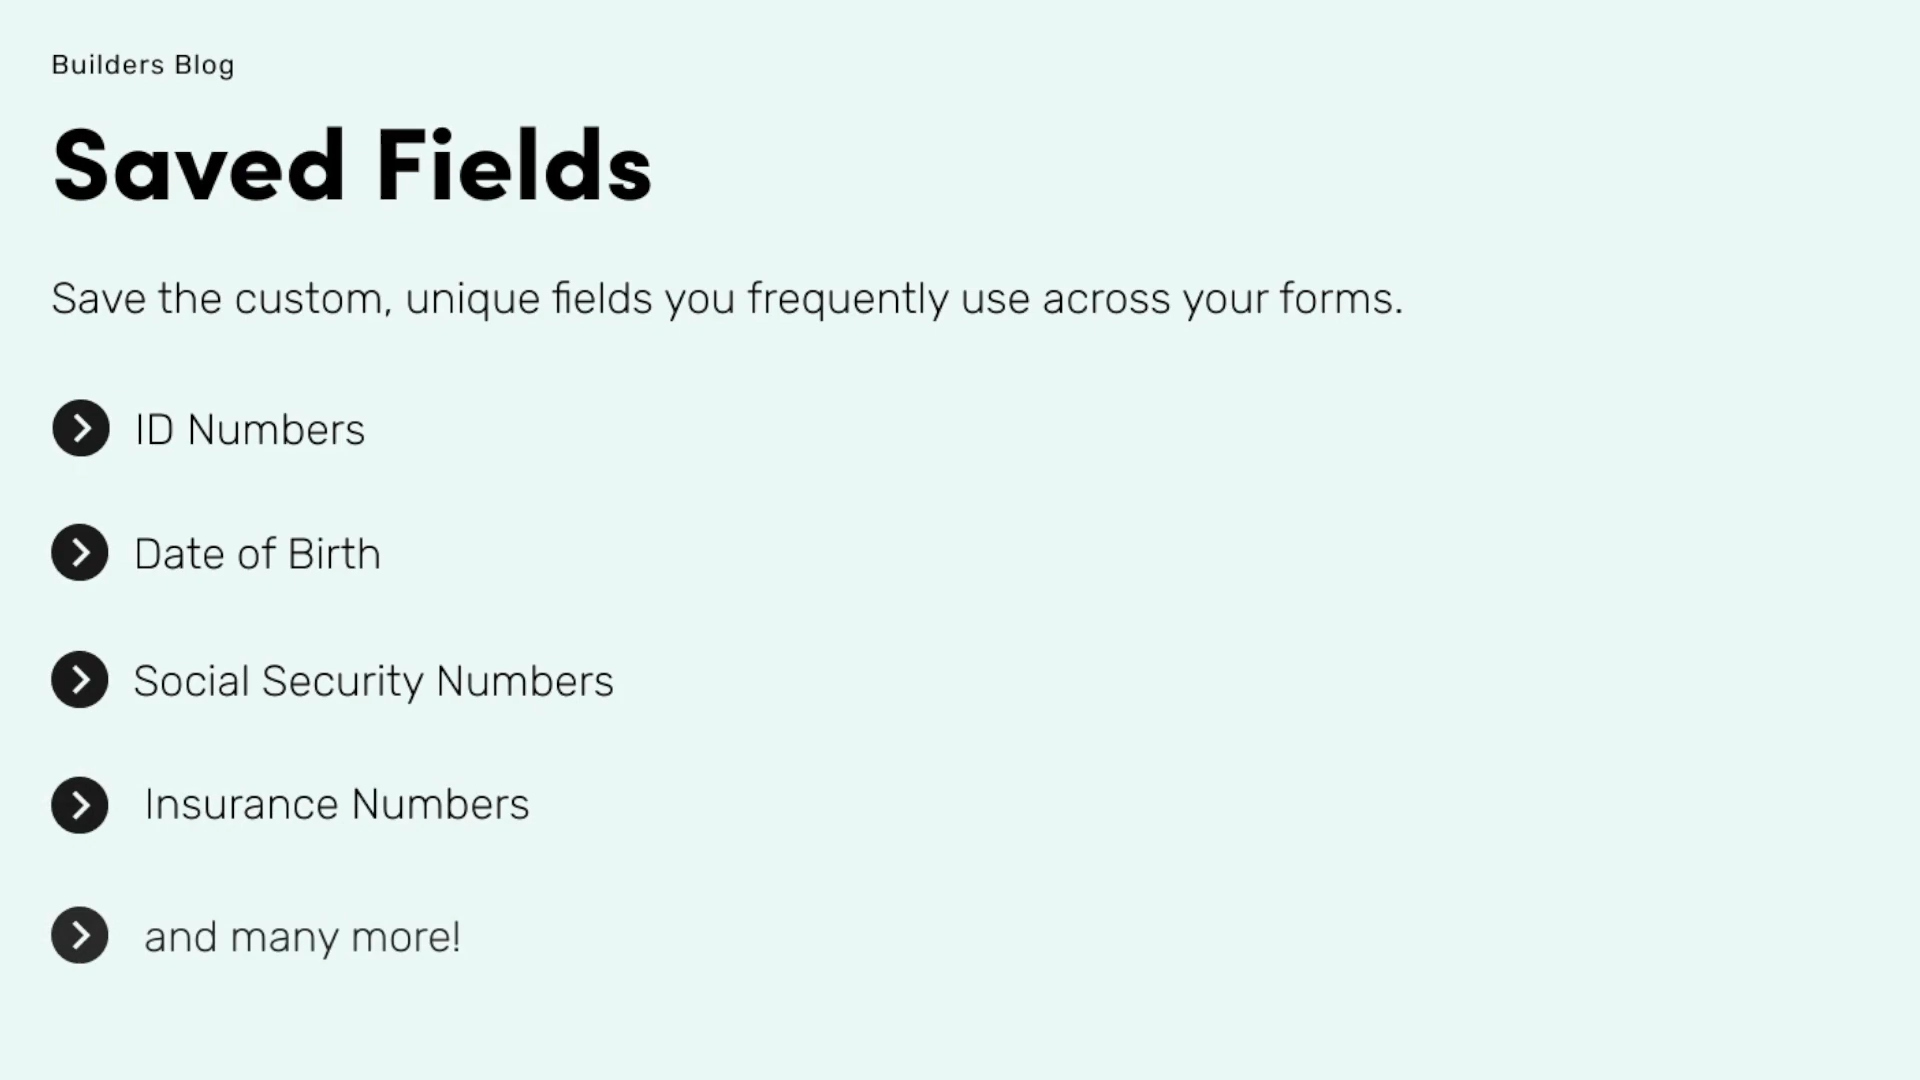 Builders Blog
Saved Fields
Save the custom, unique fields you frequently use across your forms.
ID Numbers
Date of Birth
Social Security Numbers
Insurance Numbers
and many more!